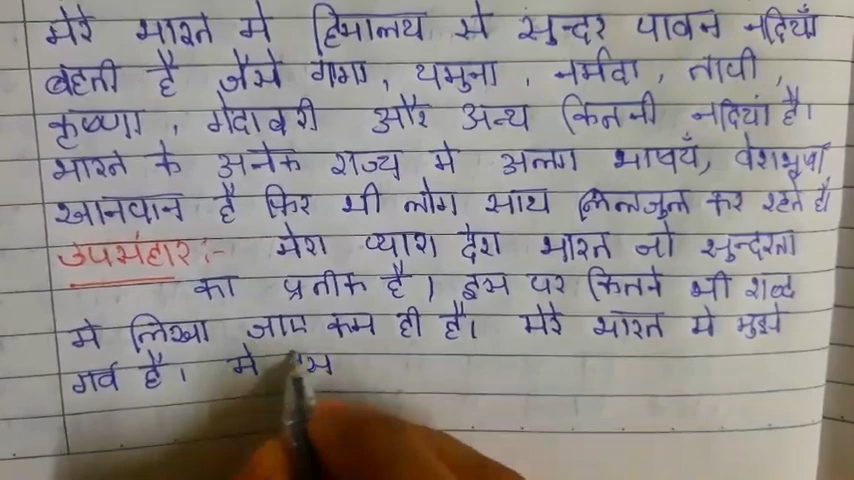 मेरे भारत मे हिमालय से सुन्दर पावन नदियाँ
बहती है जैसे गंगा, यमुना, नर्मदा, तापी,
कृष्णा, गोदावरी और अन्य कितनी नदियां है।
भारत के अनेक राज्य मे अलग भाषयें, वेशभूषा
खानपान है फिर भी लोग साथ मिलजुल कर रहते है।
उपसंहार:- मेरा प्यारा देश भारत जो सुन्दरता
का प्रतीक है। इस पर कितने भी शब्द
मे लिखा जाए कम ही है। मेरे भारत मे मुझे
गर्व है। मे